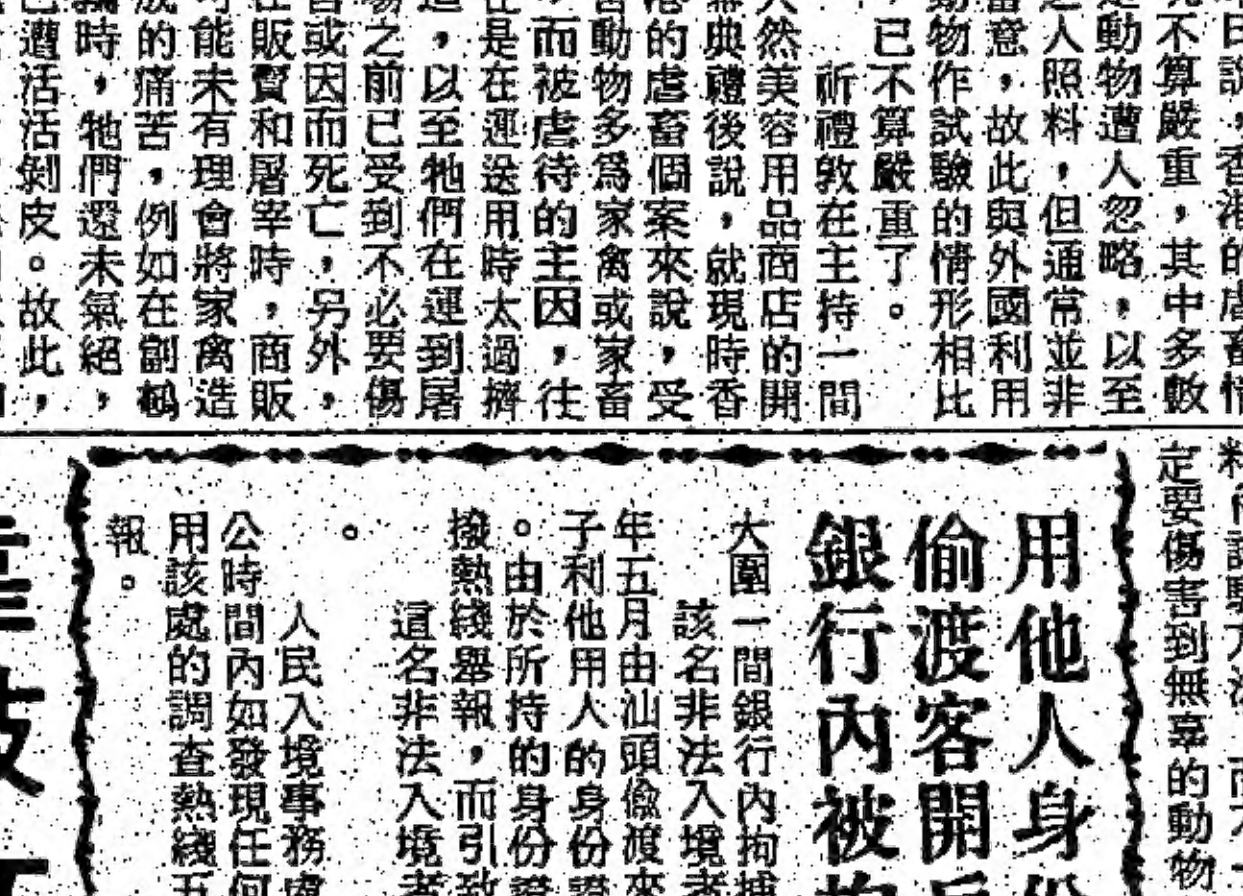 日說，香港的虐畜情
不算嚴重，其中多數
動物遭人忽略，以至
之人照料，但通常並非
意，故此與外國利用
動物作試驗的情形相比
，已不算嚴重了。
祈禮敦在主持一間
天然美容用品商店的開
幕典禮後說，就現時香
港的虐畜個案來說，受
害動物多為家禽或家畜
，而被虐待的主因，往
在是在運送用時太過擠
，以至牠們在運到屠
場之前已受到不必要傷
害或因而死亡，另外，
在販賣和屠宰時，商販
可能未有理會將家禽造
成的痛苦，例如在劏鵪
鶉時，牠們還未氣絕，
已遭活活剝皮。故此，
定要傷害到無辜的動物
用他人身份
偷渡客開戶
銀行內被拘
大圍一間銀行內拘捕
該名非法入境者
年五月由汕頭偷渡來
子利他用人的身份證
。由於所持的身份證
撥熱綫舉報，而引致
道名非法入境者
。
人民入境事務處
公時間內如發現任何
用該處的調查熱綫五
報。